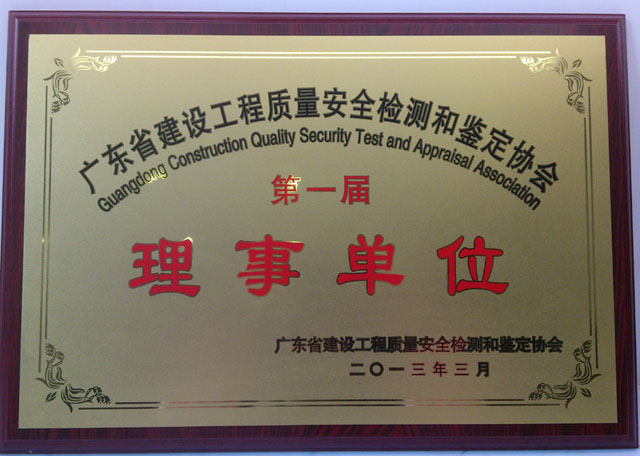 广东省建设工程质量安全检测和鉴定协会
Guangdong Construction Quality Security Test and Appraisal Association
第一届
理事单位
广东省建设工程质量安全检测和鉴定协会
二〇一三年三月